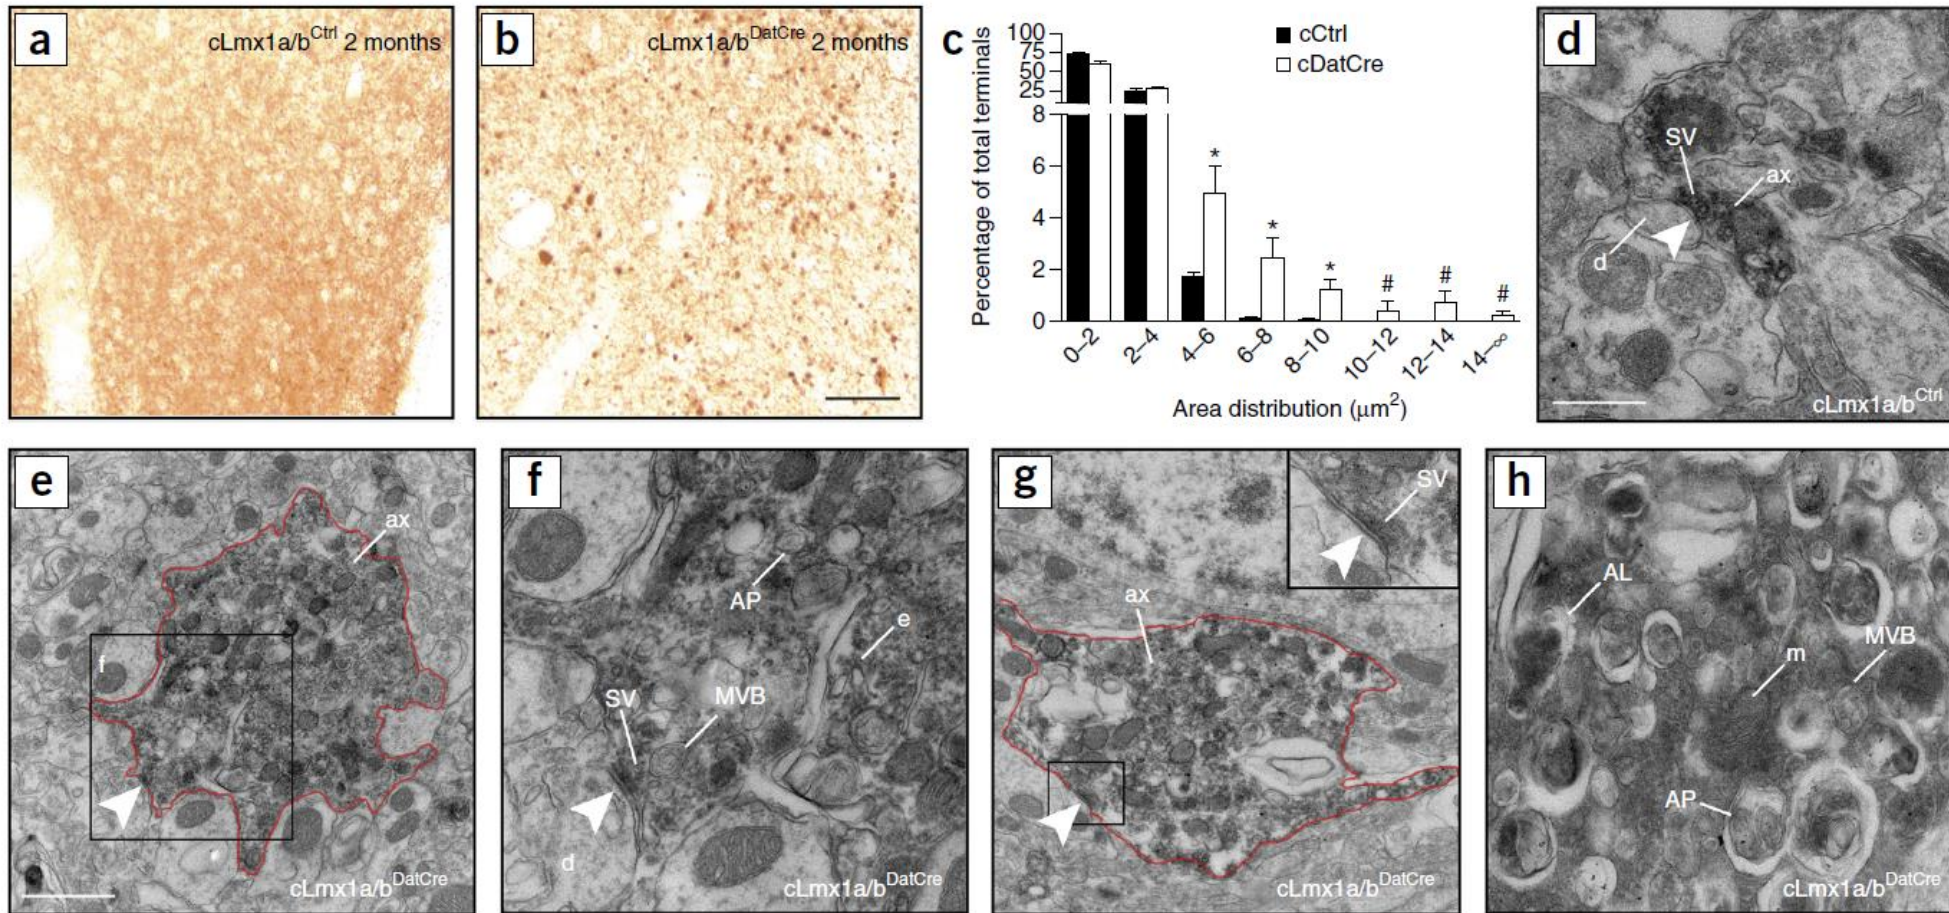 a
cLmx1a/b^Ctrl 2 months
b
cLmx1a/b^DatCre 2 months
c
Percentage of total terminals
100
75
50
25
8
6
4
2
0
cCtrl
cDatCre
*
*
*
#
#
#
0–2
2–4
4–6
6–8
8–10
10–12
12–14
14–∞
Area distribution (μm²)
d
SV
ax
d
cLmx1a/b^Ctrl
e
ax
f
cLmx1a/b^DatCre
f
AP
e
SV
MVB
d
cLmx1a/b^DatCre
g
SV
ax
cLmx1a/b^DatCre
h
AL
MVB
m
AP
cLmx1a/b^DatCre